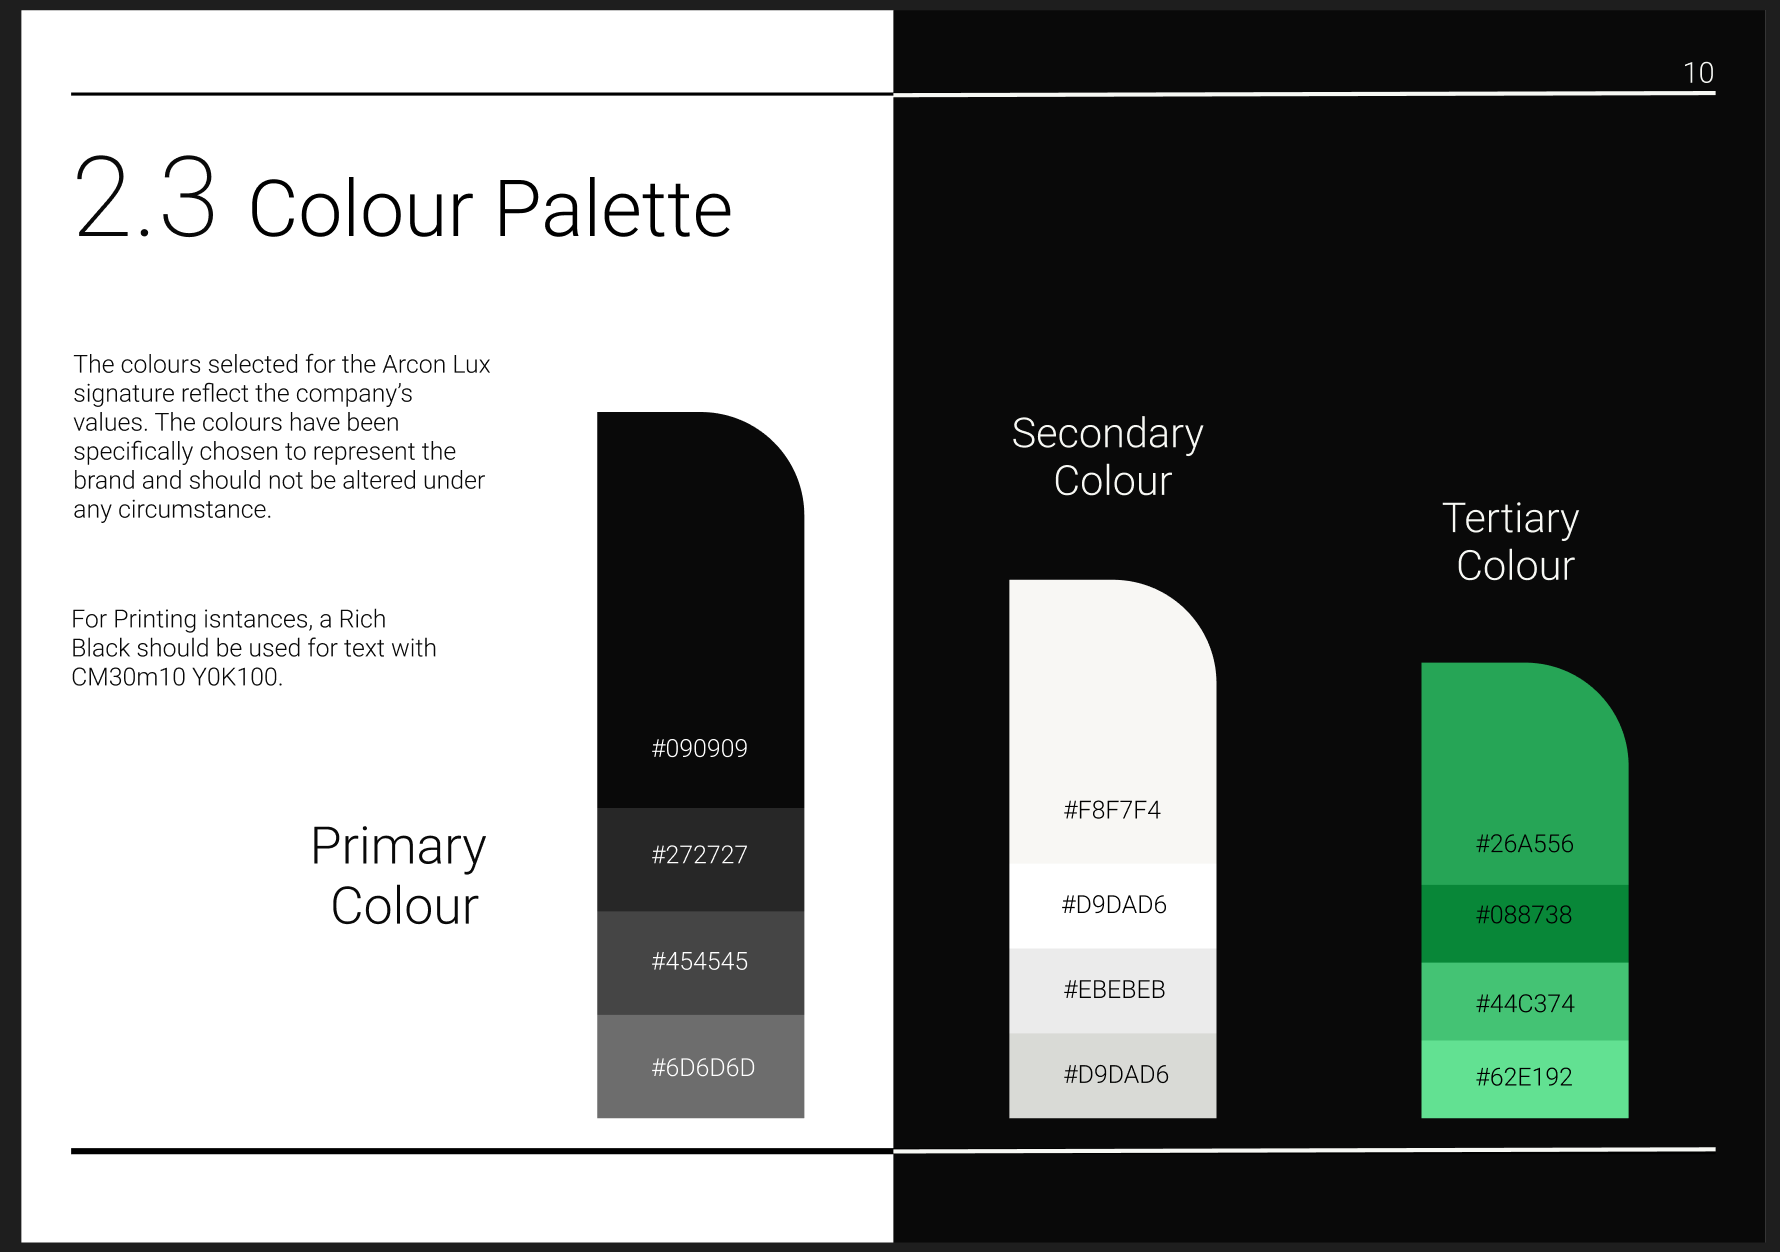 10
2.3 Colour Palette
The colours selected for the Arcon Lux
signature reflect the company’s
values. The colours have been
specifically chosen to represent the
brand and should not be altered under
any circumstance.
For Printing isntances, a Rich
Black should be used for text with
CM30m10 Y0K100.
Primary
Colour
#090909
#272727
#454545
#6D6D6D
Secondary
Colour
#F8F7F4
#D9DAD6
#EBEBEB
#D9DAD6
Tertiary
Colour
#26A556
#088738
#44C374
#62E192